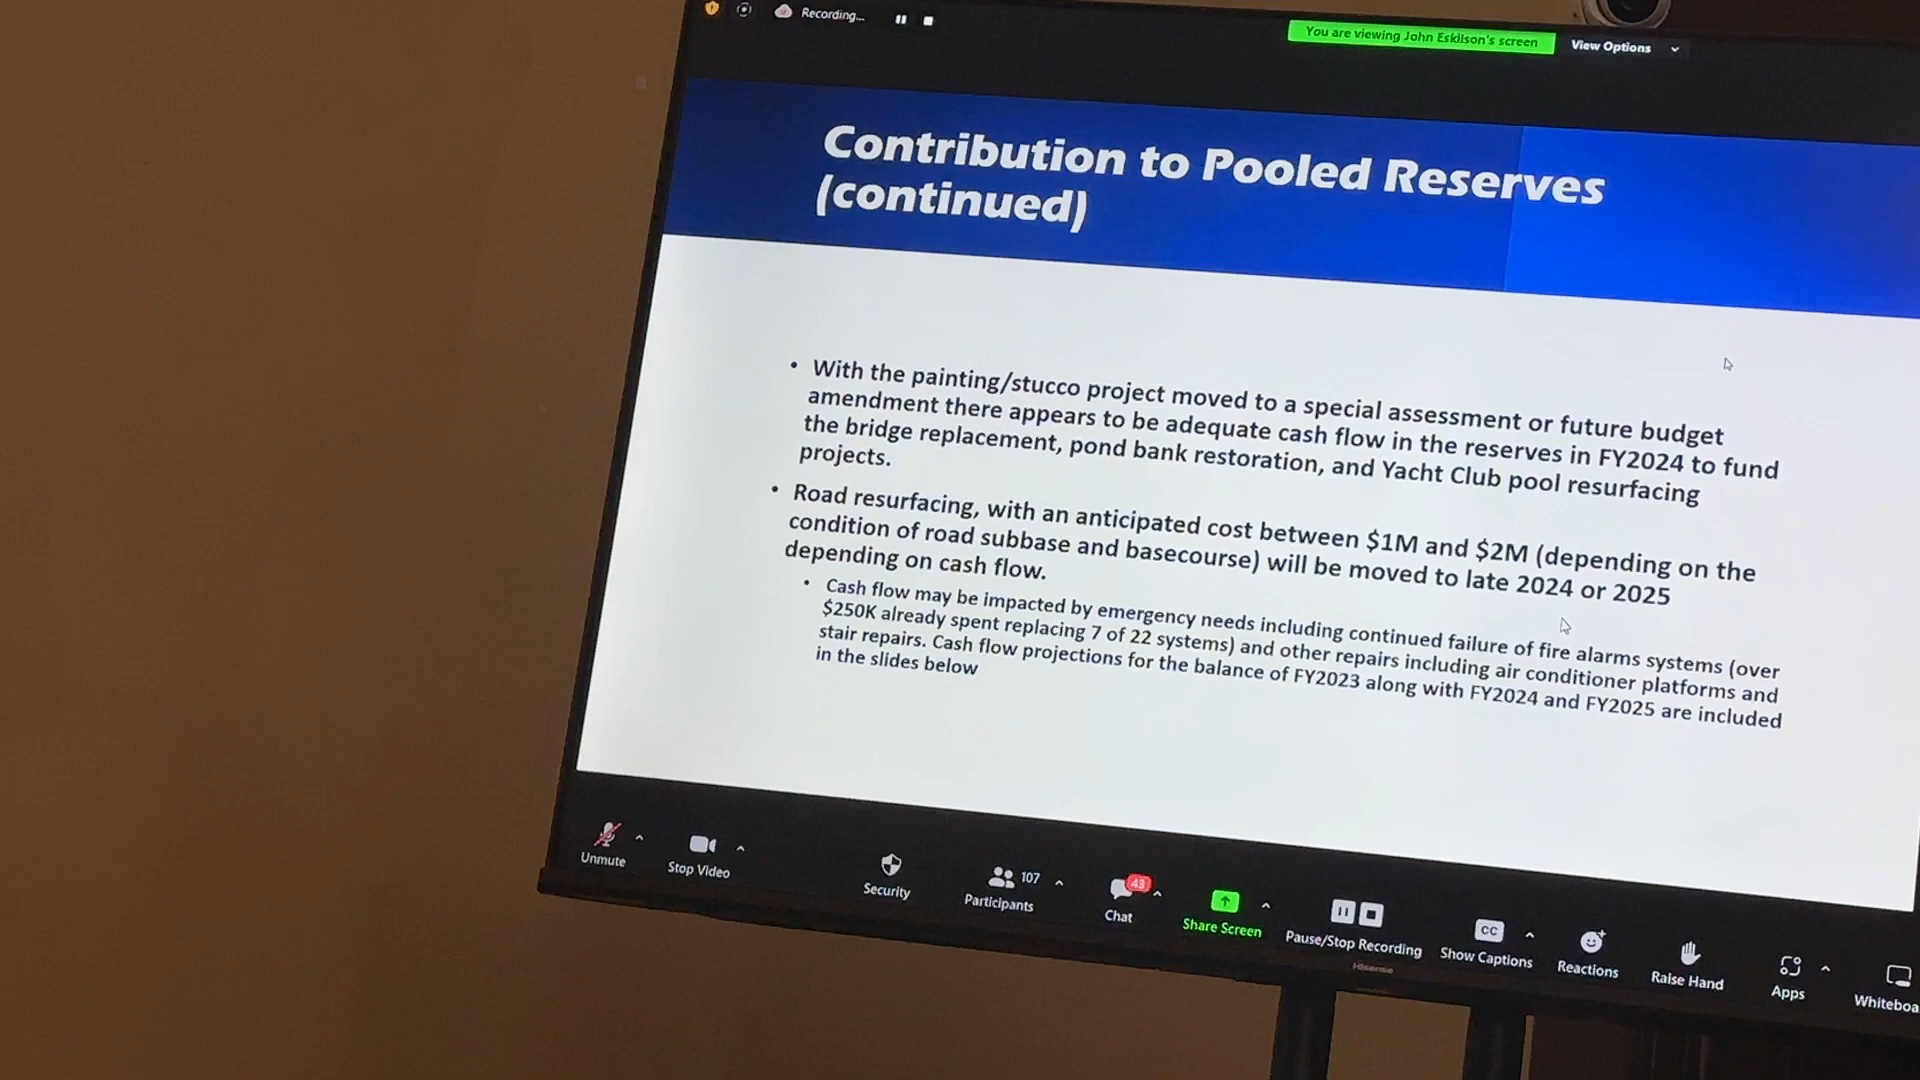 Recording...
You are viewing John Eskilson's screen
View Options
Contribution to Pooled Reserves
(continued)
• With the painting/stucco project moved to a special assessment or future budget
amendment there appears to be adequate cash flow in the reserves in FY2024 to fund
the bridge replacement, pond bank restoration, and Yacht Club pool resurfacing
projects.
• Road resurfacing, with an anticipated cost between $1M and $2M (depending on the
condition of road subbase and basecourse) will be moved to late 2024 or 2025
depending on cash flow.
• Cash flow may be impacted by emergency needs including continued failure of fire alarms systems (over
$250K already spent replacing 7 of 22 systems) and other repairs including air conditioner platforms and
stair repairs. Cash flow projections for the balance of FY2023 along with FY2024 and FY2025 are included
in the slides below
Unmute
Stop Video
Security
107
Participants
43
Chat
Share Screen
Pause/Stop Recording
CC
Show Captions
Reactions
Raise Hand
Apps
Whiteboa
Hisense